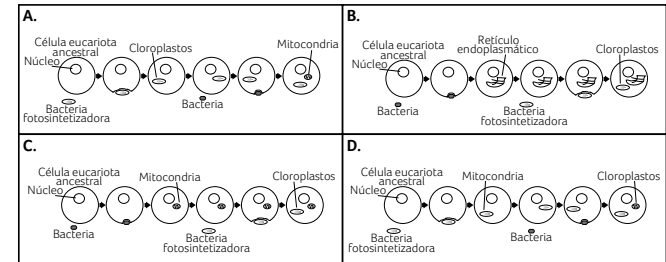 A.
Célula eucariota
ancestral
Núcleo
Cloroplastos
Mitocondria
Bacteria
Bacteria
fotosintetizadora
B.
Célula eucariota
ancestral
Núcleo
Retículo
endoplasmático
Cloroplastos
Bacteria
Bacteria
fotosintetizadora
C.
Célula eucariota
ancestral
Núcleo
Mitocondria
Cloroplastos
Bacteria
Bacteria
fotosintetizadora
D.
Célula eucariota
ancestral
Núcleo
Mitocondria
Cloroplastos
Bacteria
fotosintetizadora
Bacteria